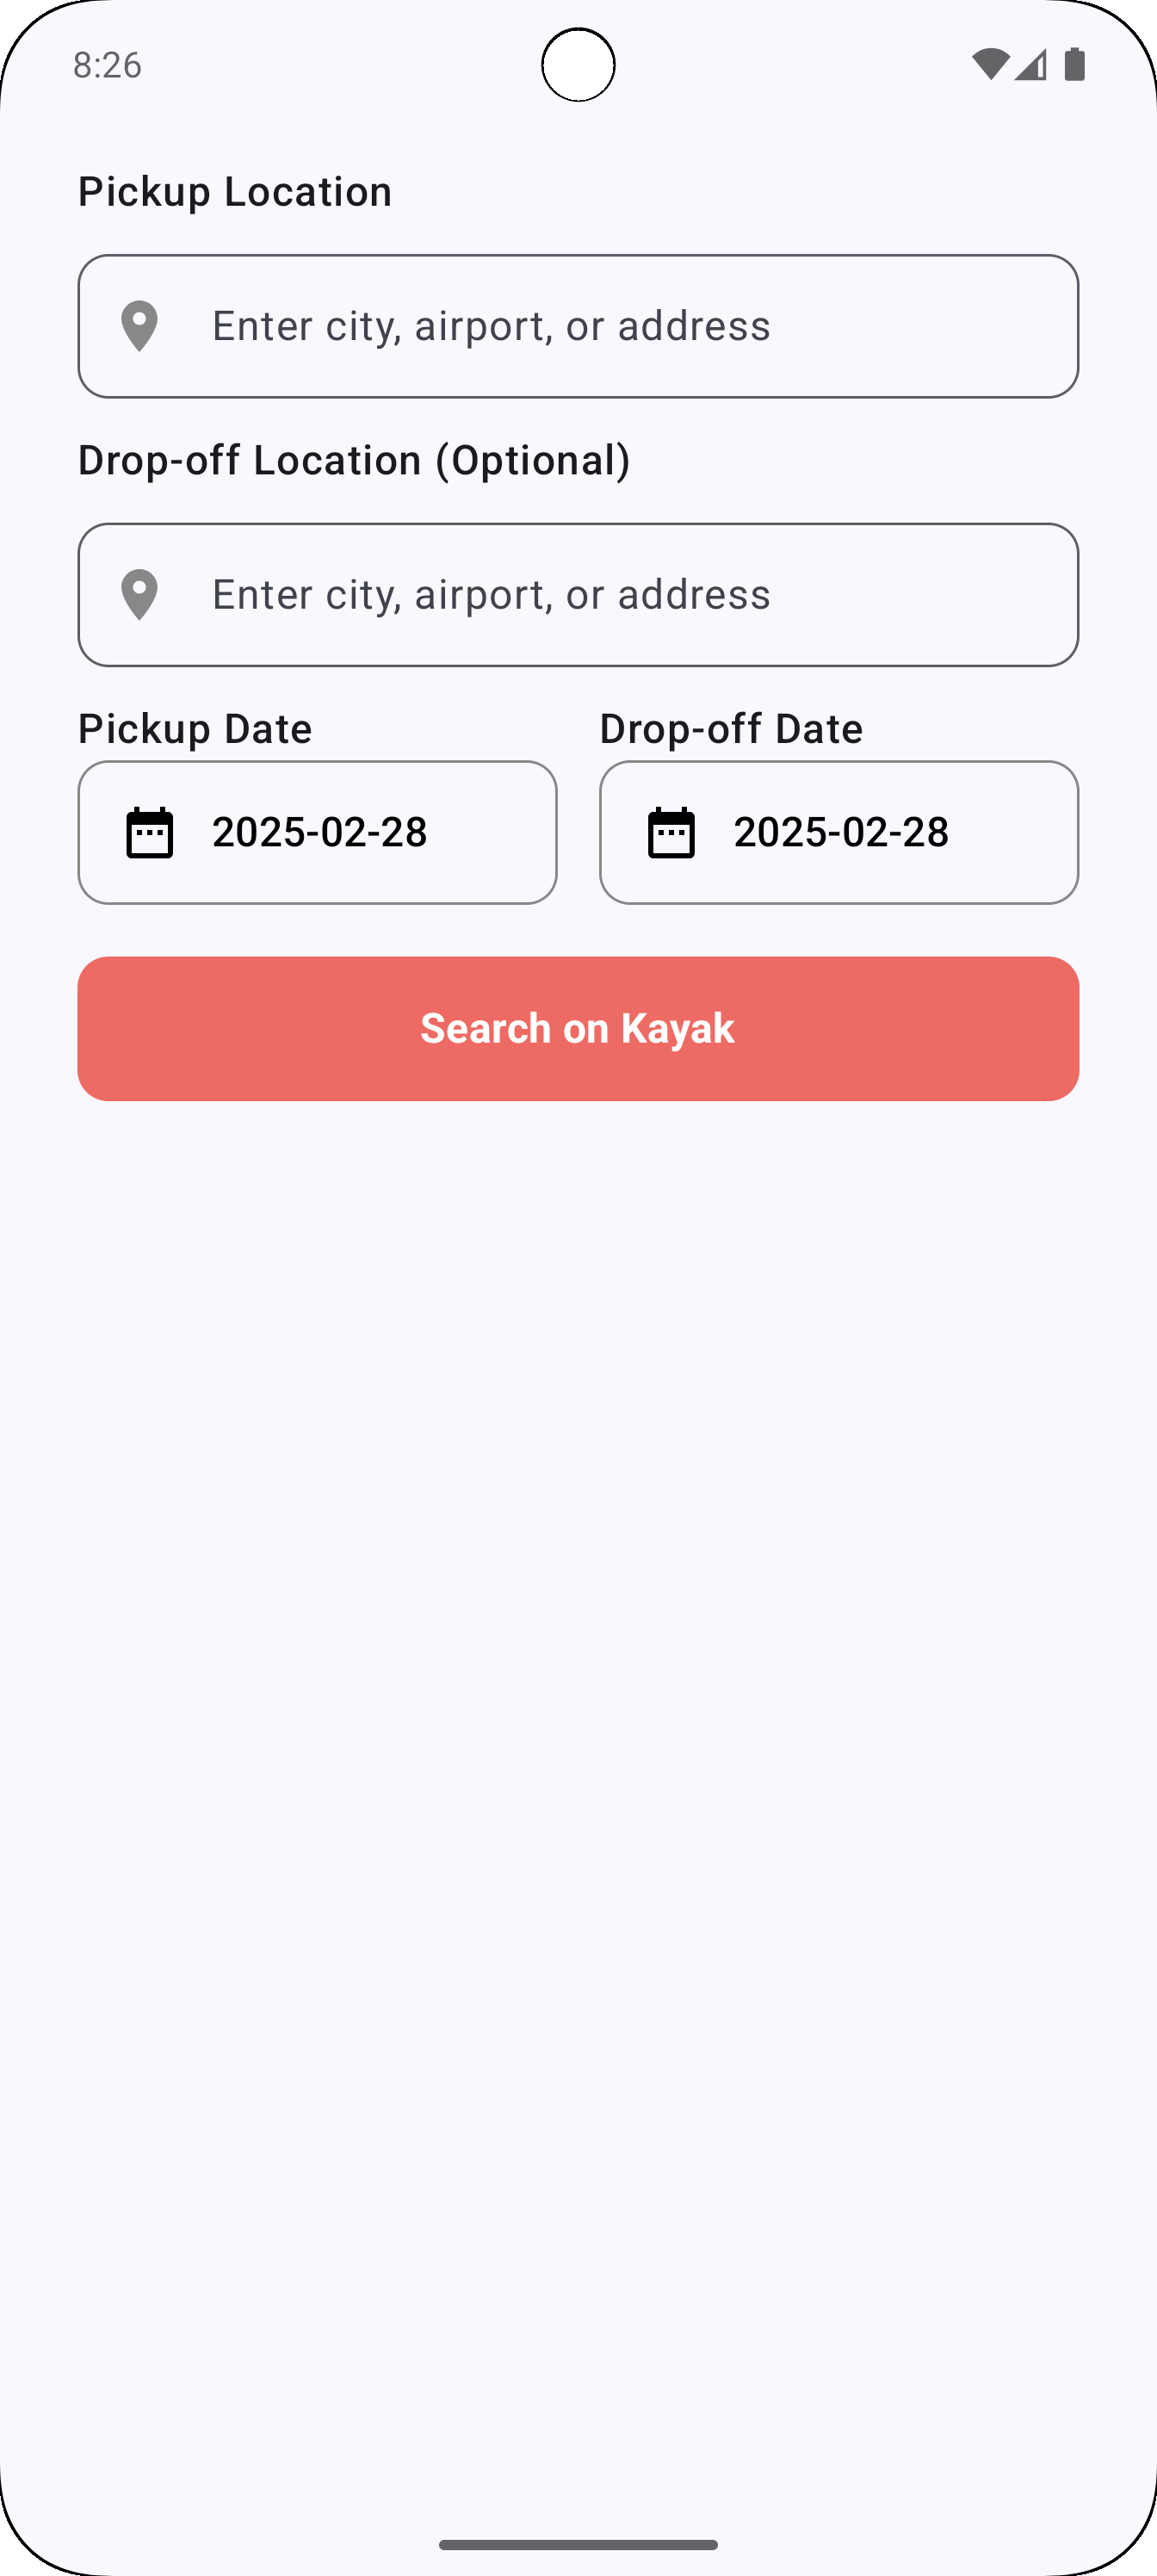 8:26
Pickup Location
Enter city, airport, or address
Drop-off Location (Optional)
Enter city, airport, or address
Pickup Date
Drop-off Date
2025-02-28
2025-02-28
Search on Kayak